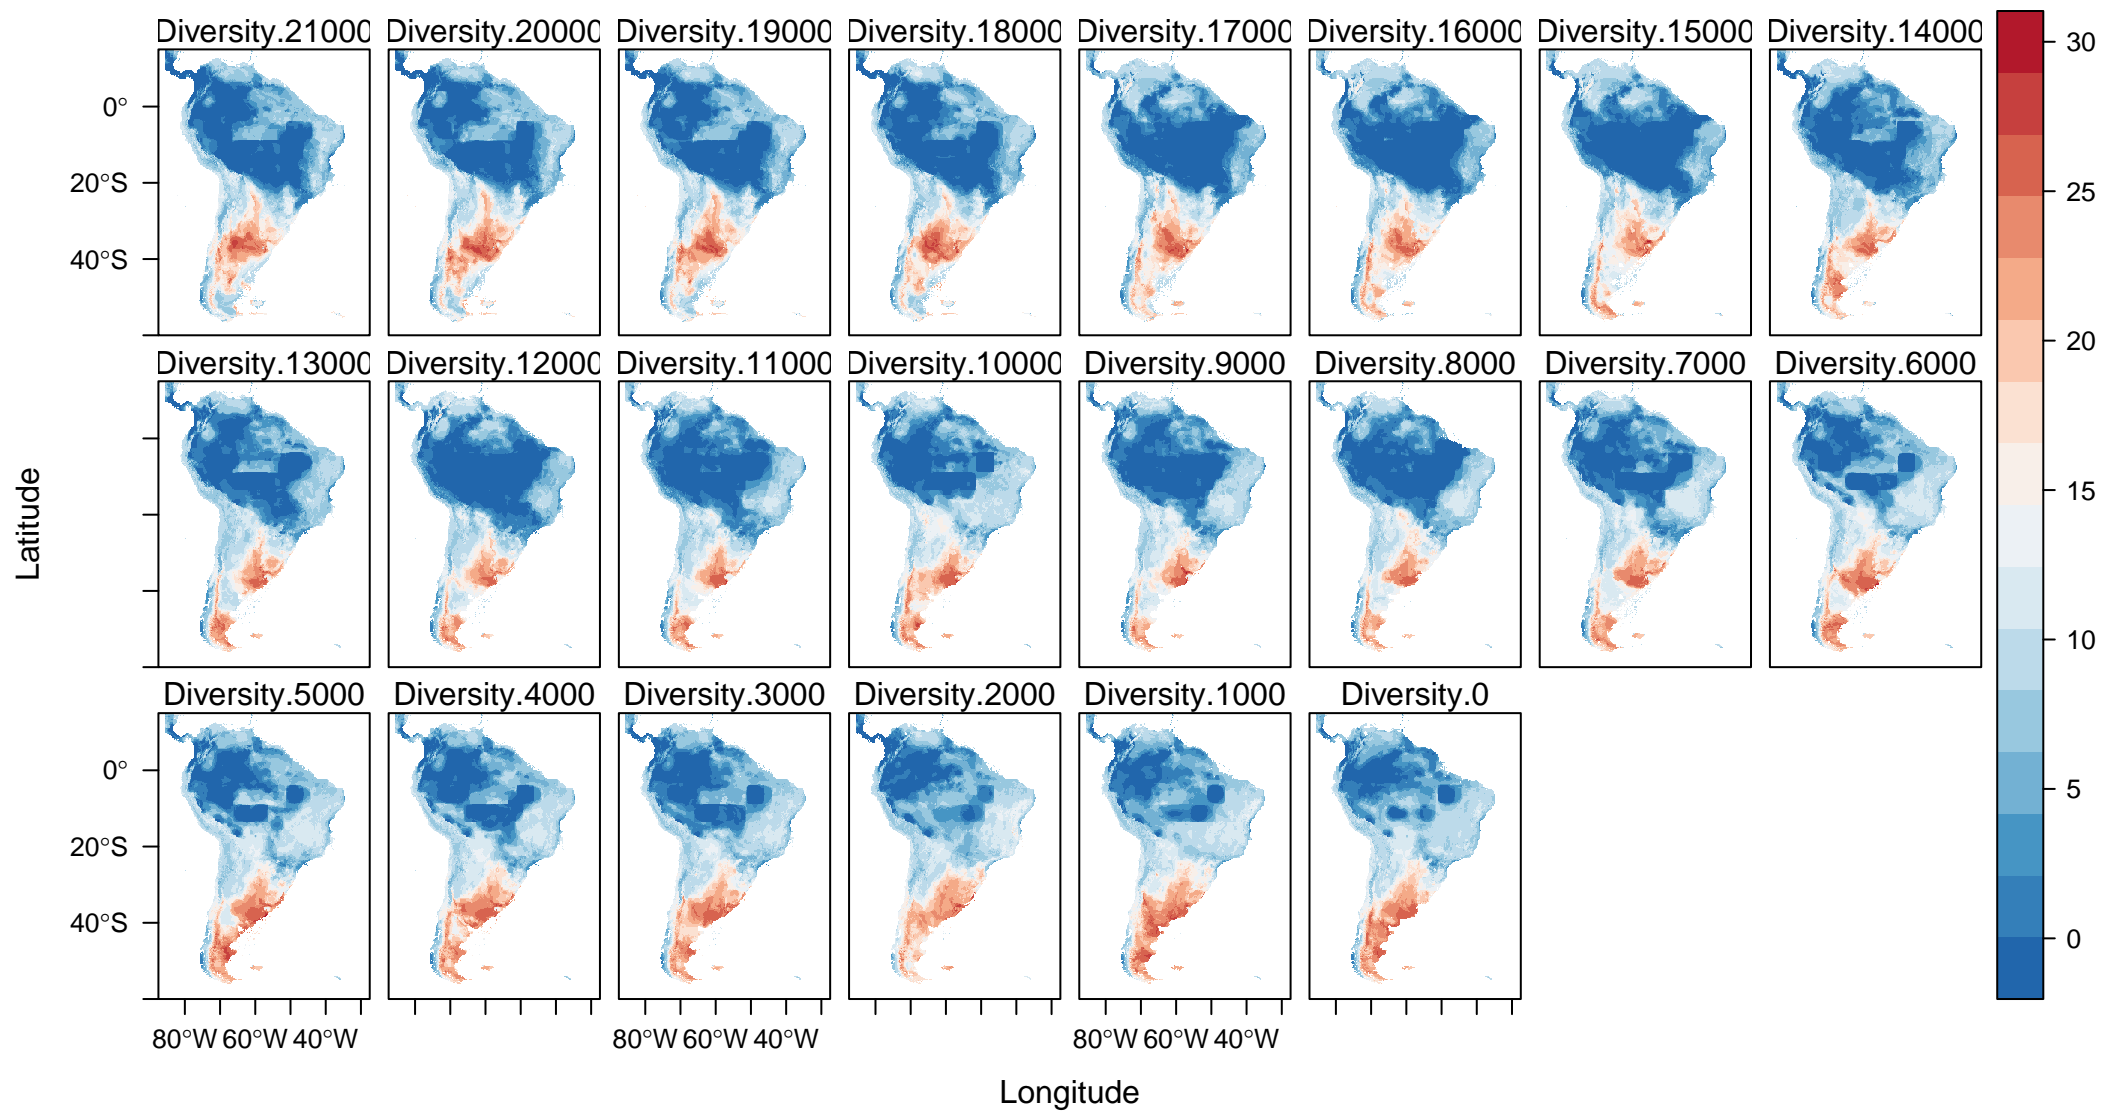 Diversity.21000 Diversity.20000 Diversity.19000 Diversity.18000 Diversity.17000 Diversity.16000 Diversity.15000 Diversity.14000
30
0°
25
20°S
40°S
20
Diversity.13000 Diversity.12000 Diversity.11000 Diversity.10000 Diversity.9000 Diversity.8000 Diversity.7000 Diversity.6000
15
Latitude
10
Diversity.5000 Diversity.4000 Diversity.3000 Diversity.2000 Diversity.1000 Diversity.0
0°
5
20°S
40°S
0
80°W 60°W 40°W 80°W 60°W 40°W 80°W 60°W 40°W
Longitude